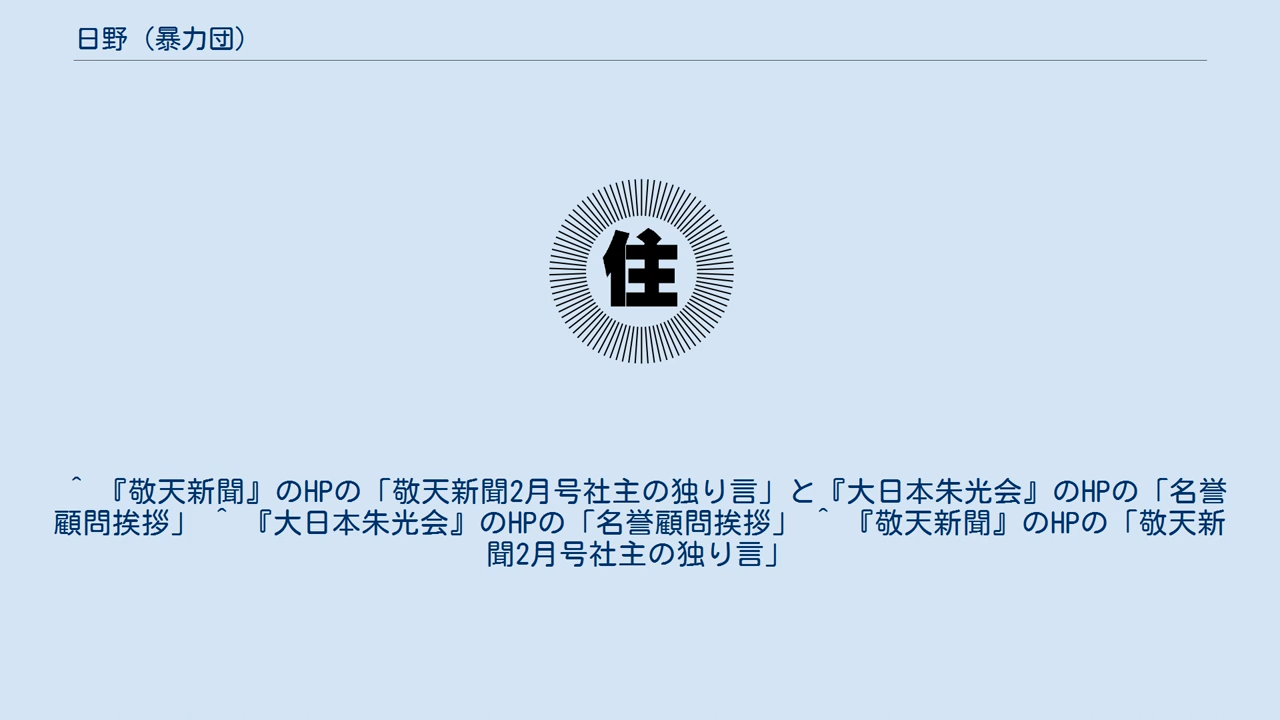 日野（暴力団）
住
^ 『敬天新聞』のHPの「敬天新聞2月号社主の独り言」と『大日本朱光会』のHPの「名誉
顧問挨拶」 ^ 『大日本朱光会』のHPの「名誉顧問挨拶」 ^ 『敬天新聞』のHPの「敬天新
聞2月号社主の独り言」